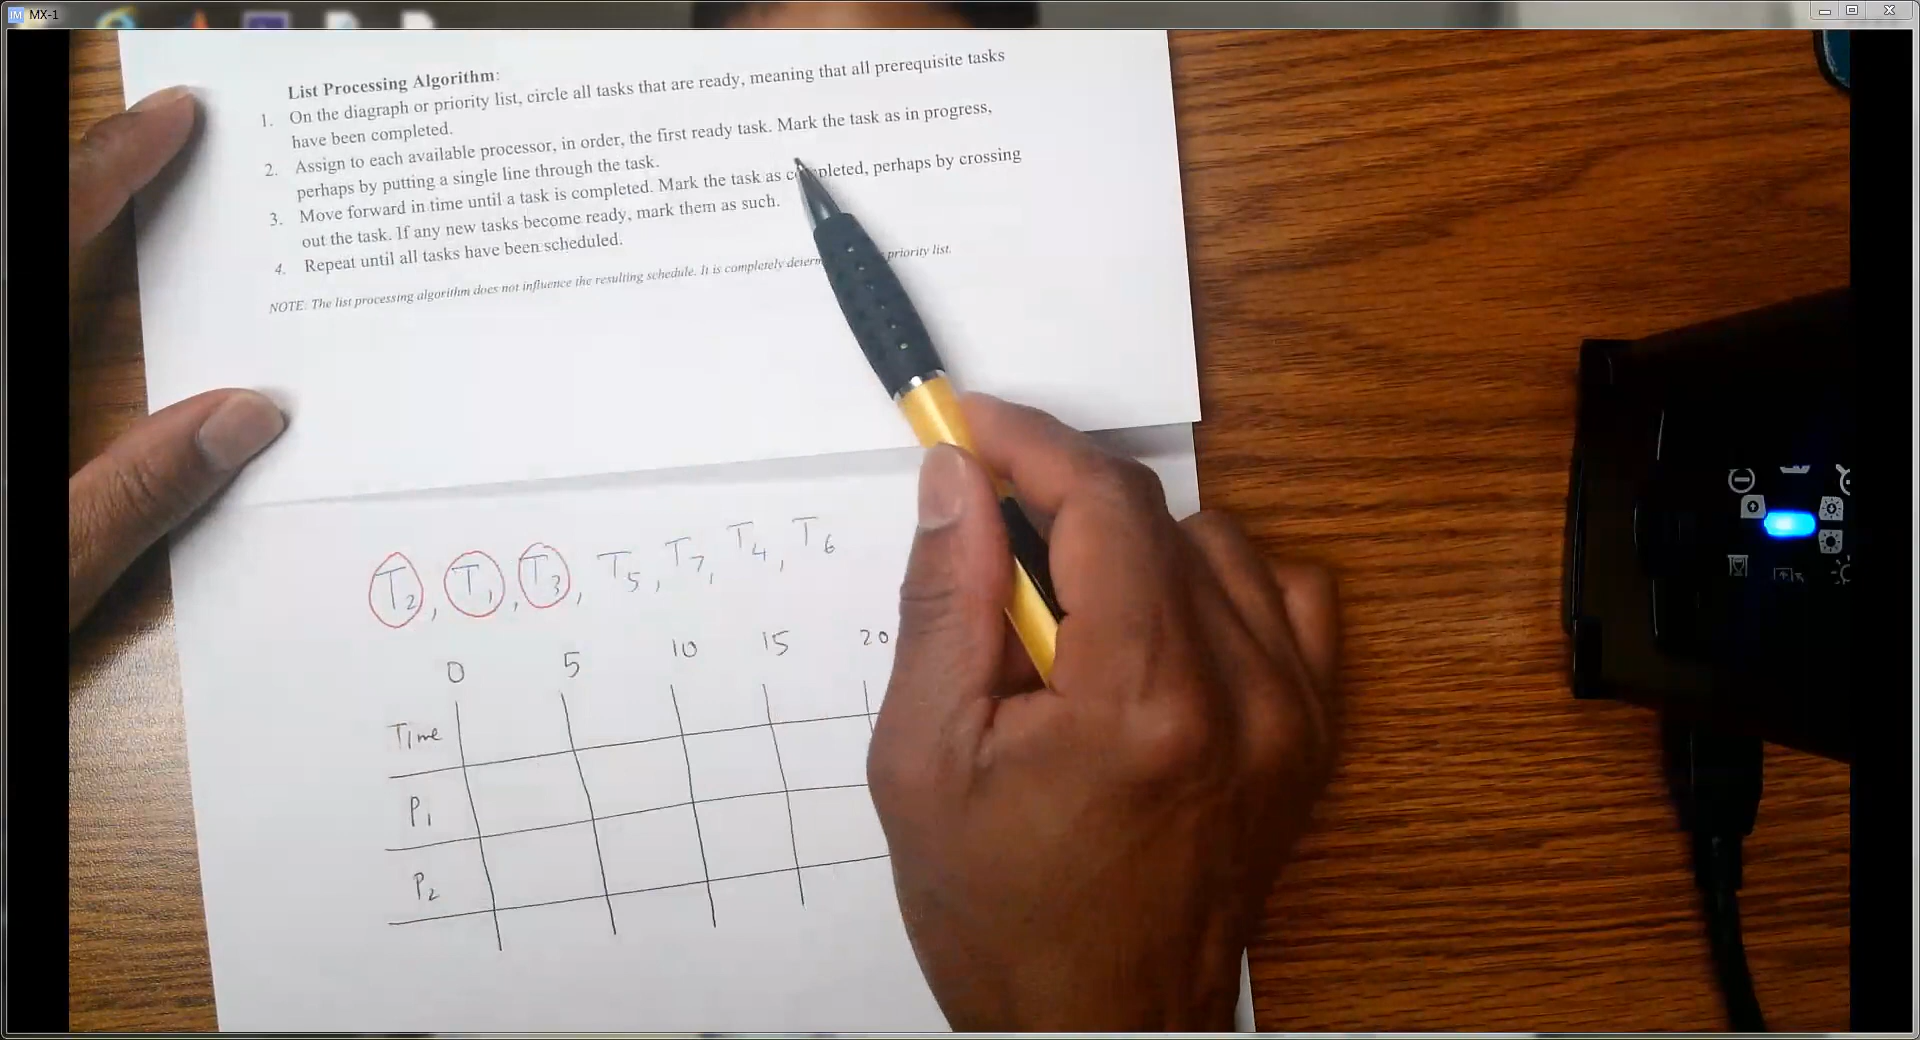 MX-1
List Processing Algorithm:
1. On the diagraph or priority list, circle all tasks that are ready, meaning that all prerequisite tasks
have been completed.
2. Assign to each available processor, in order, the first ready task. Mark the task as in progress,
perhaps by putting a single line through the task.
3. Move forward in time until a task is completed. Mark the task as completed, perhaps by crossing
out the task. If any new tasks become ready, mark them as such.
4. Repeat until all tasks have been scheduled.
NOTE: The list processing algorithm does not influence the resulting schedule. It is completely priority list.
T2, T1, T3, T5, T7, T4, T6
0 5 10 15 20
Time
P1
P2